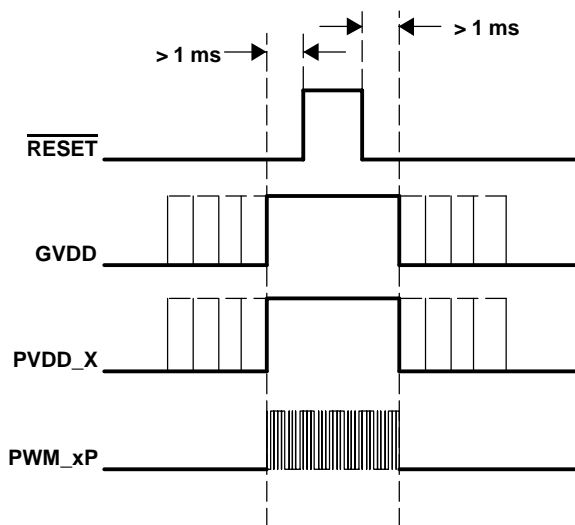 > 1 ms
> 1 ms
RESET
GVDD
PVDD_X
PWM_xP